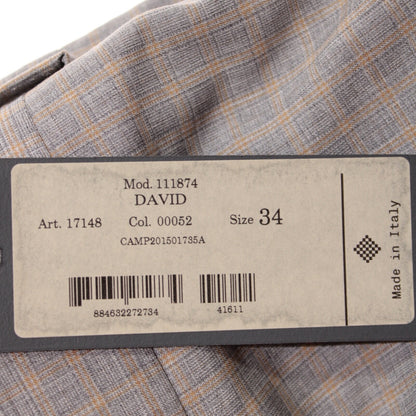 Mod. 111874
DAVID
Art. 17148 Col. 00052 Size 34
CAMP201501735A
884632272734 41611
Made in Italy